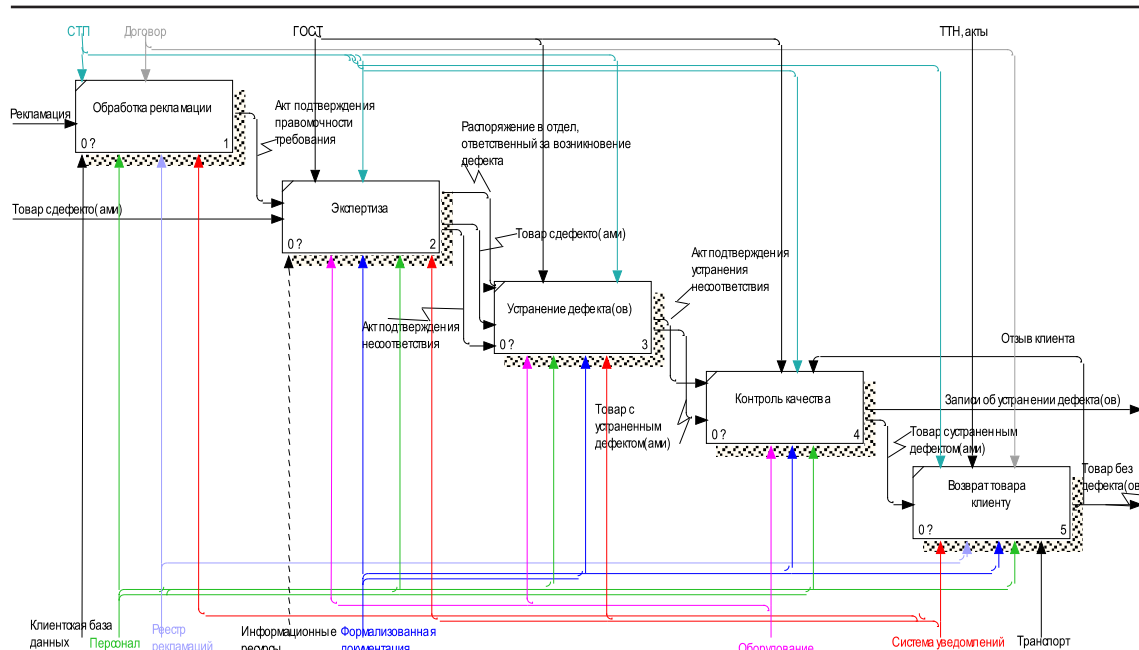 СТП
Договор
ГОСТ
ТТН, акты
Рекламация
Обработка рекламации
0 ?
1
Акт подтверждения
правомочности
требования
Распоряжение в отдел,
ответственный за возникновение
дефекта
Товар с дефекто( ами)
Экспертиза
0 ?
2
Товар с дефекто( ами)
Акт подтверждения
устранения
несоответствия
Устранение дефекта(ов)
0 ?
3
Акт подтверждения
несоответствия
Отзыв клиента
Контроль качества
0 ?
4
Записи об устранении дефекта(ов)
Товар с
устраненным
дефектом(ами)
Товар с устраненным
дефектом(ами)
Товар без
дефекта(ов
Возврат товара
клиенту
0 ?
5
Клиентская база
данных
Персонал
Реестр
рекламаций
Информационные
ресурсы
Формализованная
документация
Оборудование
Система уведомлений
Транспорт